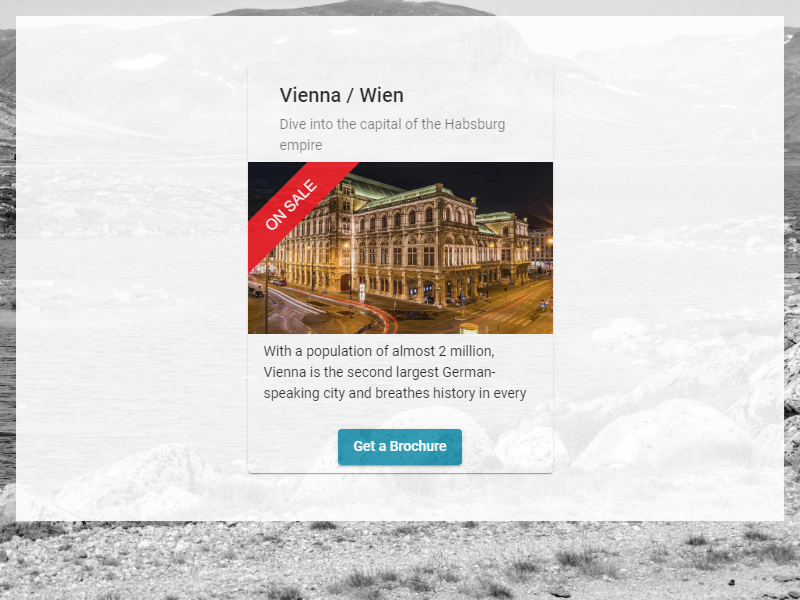 Vienna / Wien
Dive into the capital of the Habsburg
empire
ON SALE
With a population of almost 2 million,
Vienna is the second largest German-
speaking city and breathes history in every
Get a Brochure